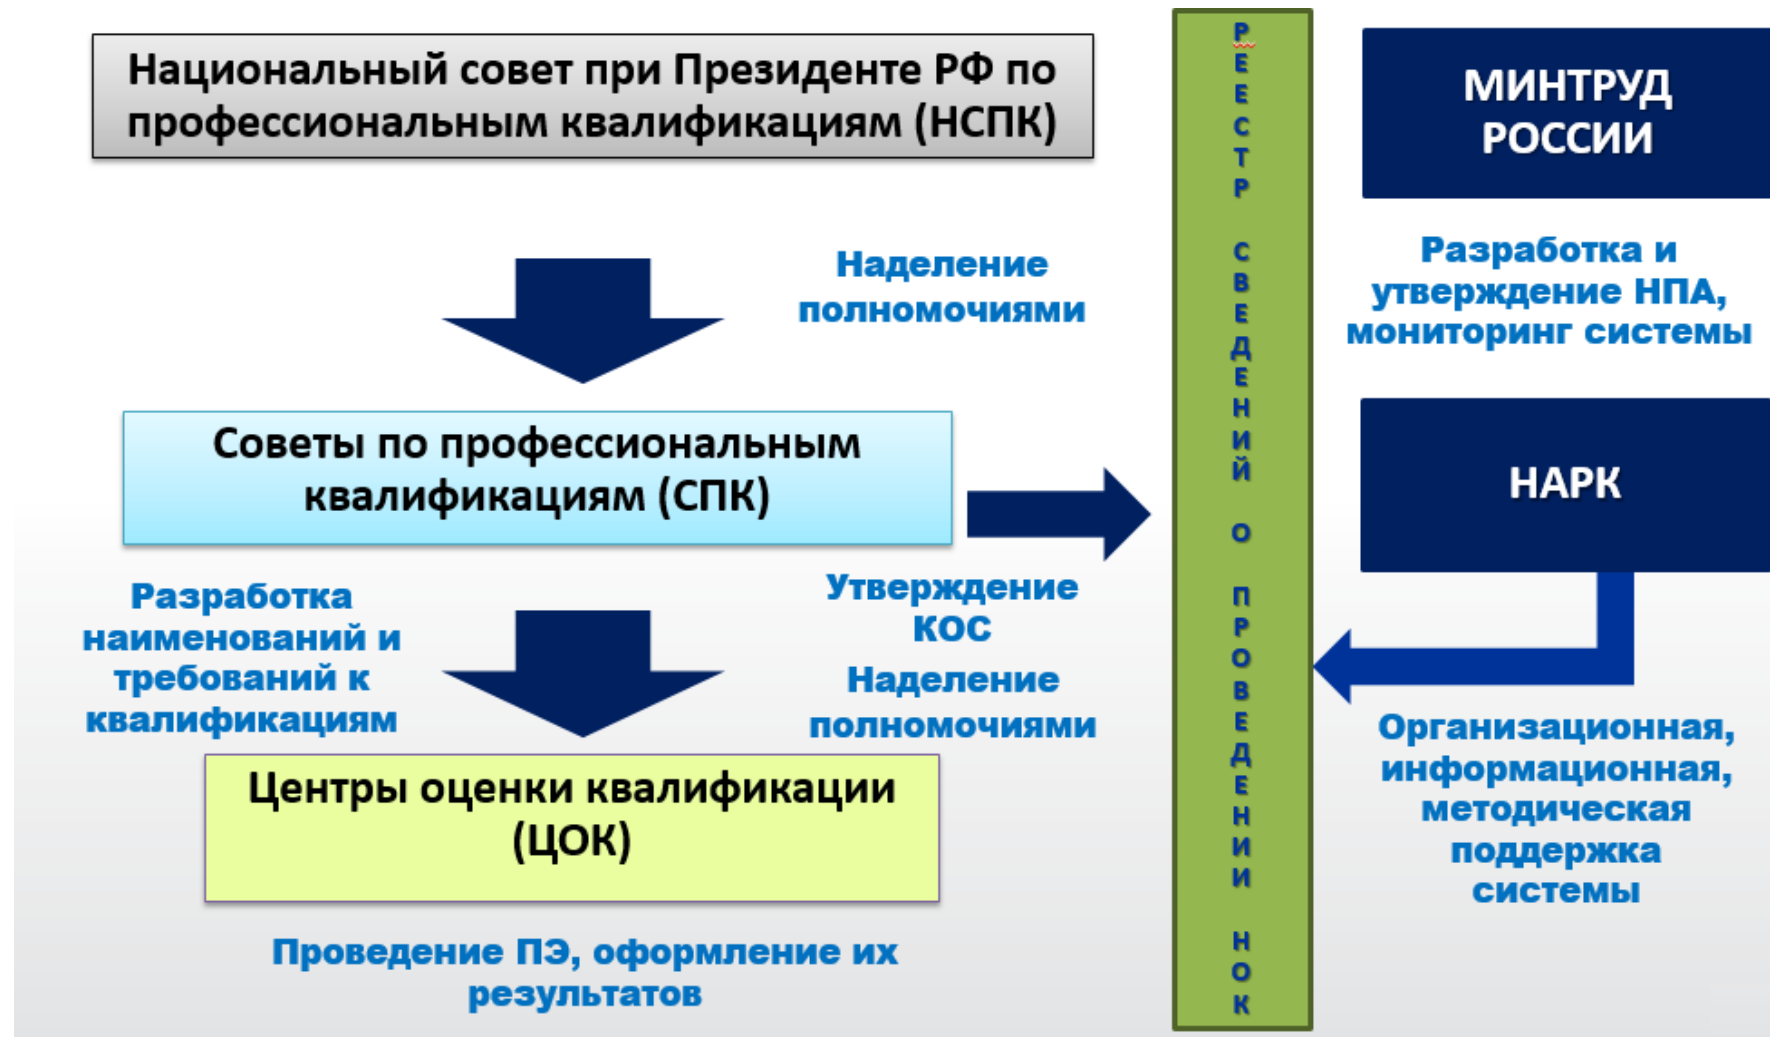 Национальный совет при Президенте РФ по
профессиональным квалификациям (НСПК)
Наделение
полномочиями
Советы по профессиональным
квалификациям (СПК)
Разработка
наименований и
требований к
квалификациям
Утверждение
КОС
Наделение
полномочиями
Центры оценки квалификации
(ЦОК)
Проведение ПЭ, оформление их
результатов
РЕЕСТР СВЕДЕНИЙ О ПРОВЕДЕНИИ НОК
МИНТРУД
РОССИИ
Разработка и
утверждение НПА,
мониторинг системы
НАРК
Организационная,
информационная,
методическая
поддержка
системы